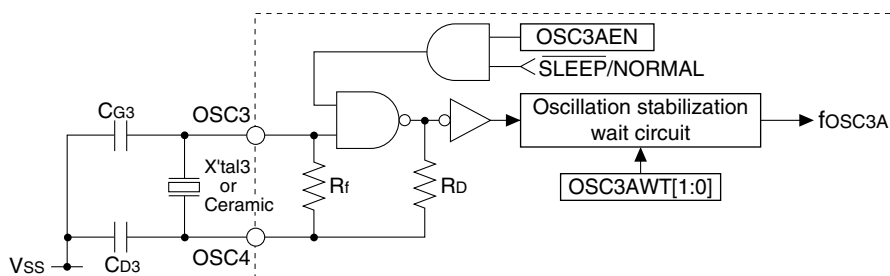 OSC3AEN
SLEEP/NORMAL
CG3
OSC3
Oscillation stabilization
wait circuit
fOSC3A
X'tal3
or
Ceramic
Rf
RD
OSC3AWT[1:0]
OSC4
VSS
CD3